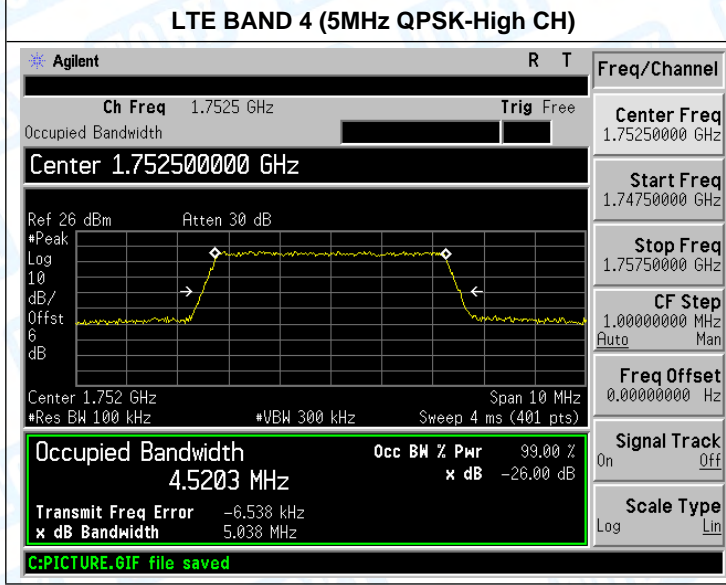 LTE BAND 4 (5MHz QPSK-High CH)
Agilent R T
Freq/Channel
Ch Freq 1.7525 GHz Trig Free
Occupied Bandwidth
Center 1.752500000 GHz
Center Freq
1.75250000 GHz
Start Freq
1.74750000 GHz
Stop Freq
1.75750000 GHz
CF Step
1.00000000 MHz
Auto Man
Freq Offset
0.00000000 Hz
Signal Track
On Off
Scale Type
Log Lin
Ref 26 dBm Atten 30 dB
#Peak
Log
10
dB/
Offst
6
dB
Center 1.752 GHz Span 10 MHz
#Res BW 100 kHz #VBW 300 kHz Sweep 4 ms (401 pts)
Occupied Bandwidth Occ BW % Pwr 99.00 %
4.5203 MHz x dB -26.00 dB
Transmit Freq Error -6.538 kHz
x dB Bandwidth 5.038 MHz
C:PICTURE.GIF file saved